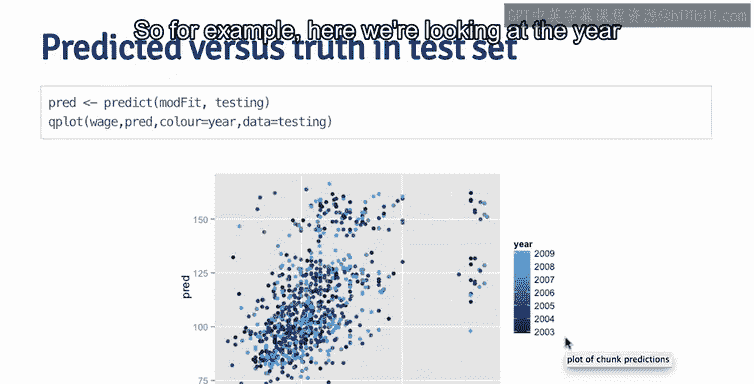 So for example, here we're looking at the year
Predicted versus truth in test set
pred <- predict(modFit, testing)
qplot(wage,pred,colour=year,data=testing)
150
125
100
75
pred
year
2009
2008
2007
2006
2005
2004
2003
plot of chunk predictions